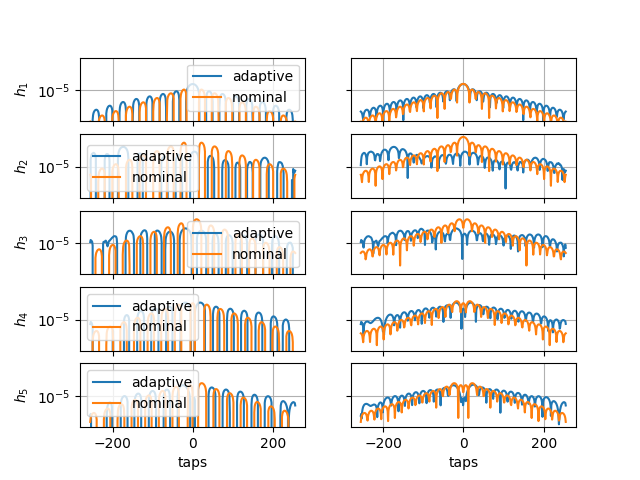 h₁
10⁻⁵
adaptive
nominal
h₂
10⁻⁵
adaptive
nominal
h₃
10⁻⁵
adaptive
nominal
h₄
10⁻⁵
adaptive
nominal
h₅
10⁻⁵
adaptive
nominal
−200 0 200 −200 0 200
taps taps